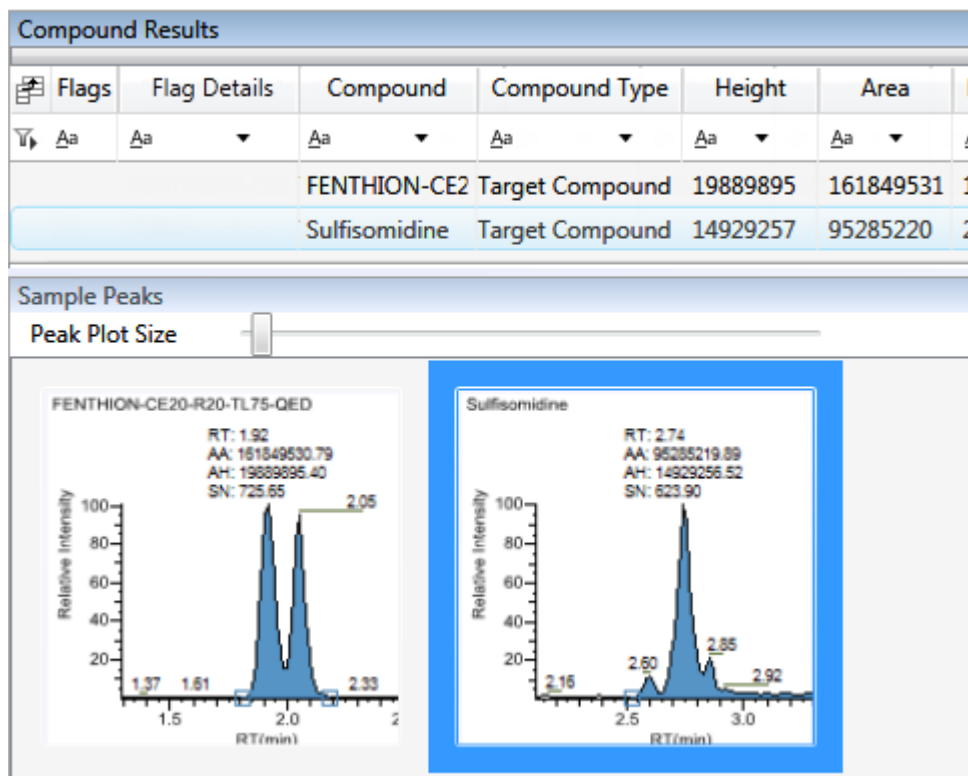 Compound Results
Flags Flag Details Compound Compound Type Height Area
Aa Aa Aa Aa Aa Aa
FENTHION-CE2 Target Compound 19889895 161849531
Sulfisomidine Target Compound 14929257 95285220
Sample Peaks
Peak Plot Size
FENTHION-CE20-R20-TL75-QED
RT: 1.92
AA: 161849530.79
AH: 19889895.40
SN: 725.65
2.05
100
80
60
40
20
Relative Intensity
1.37 1.61 2.33
1.5 2.0
RT(min)
Sulfisomidine
RT: 2.74
AA: 95285219.89
AH: 14929256.52
SN: 623.90
100
80
60
40
20
Relative Intensity
2.16 2.60 2.85 2.92
2.5 3.0
RT(min)